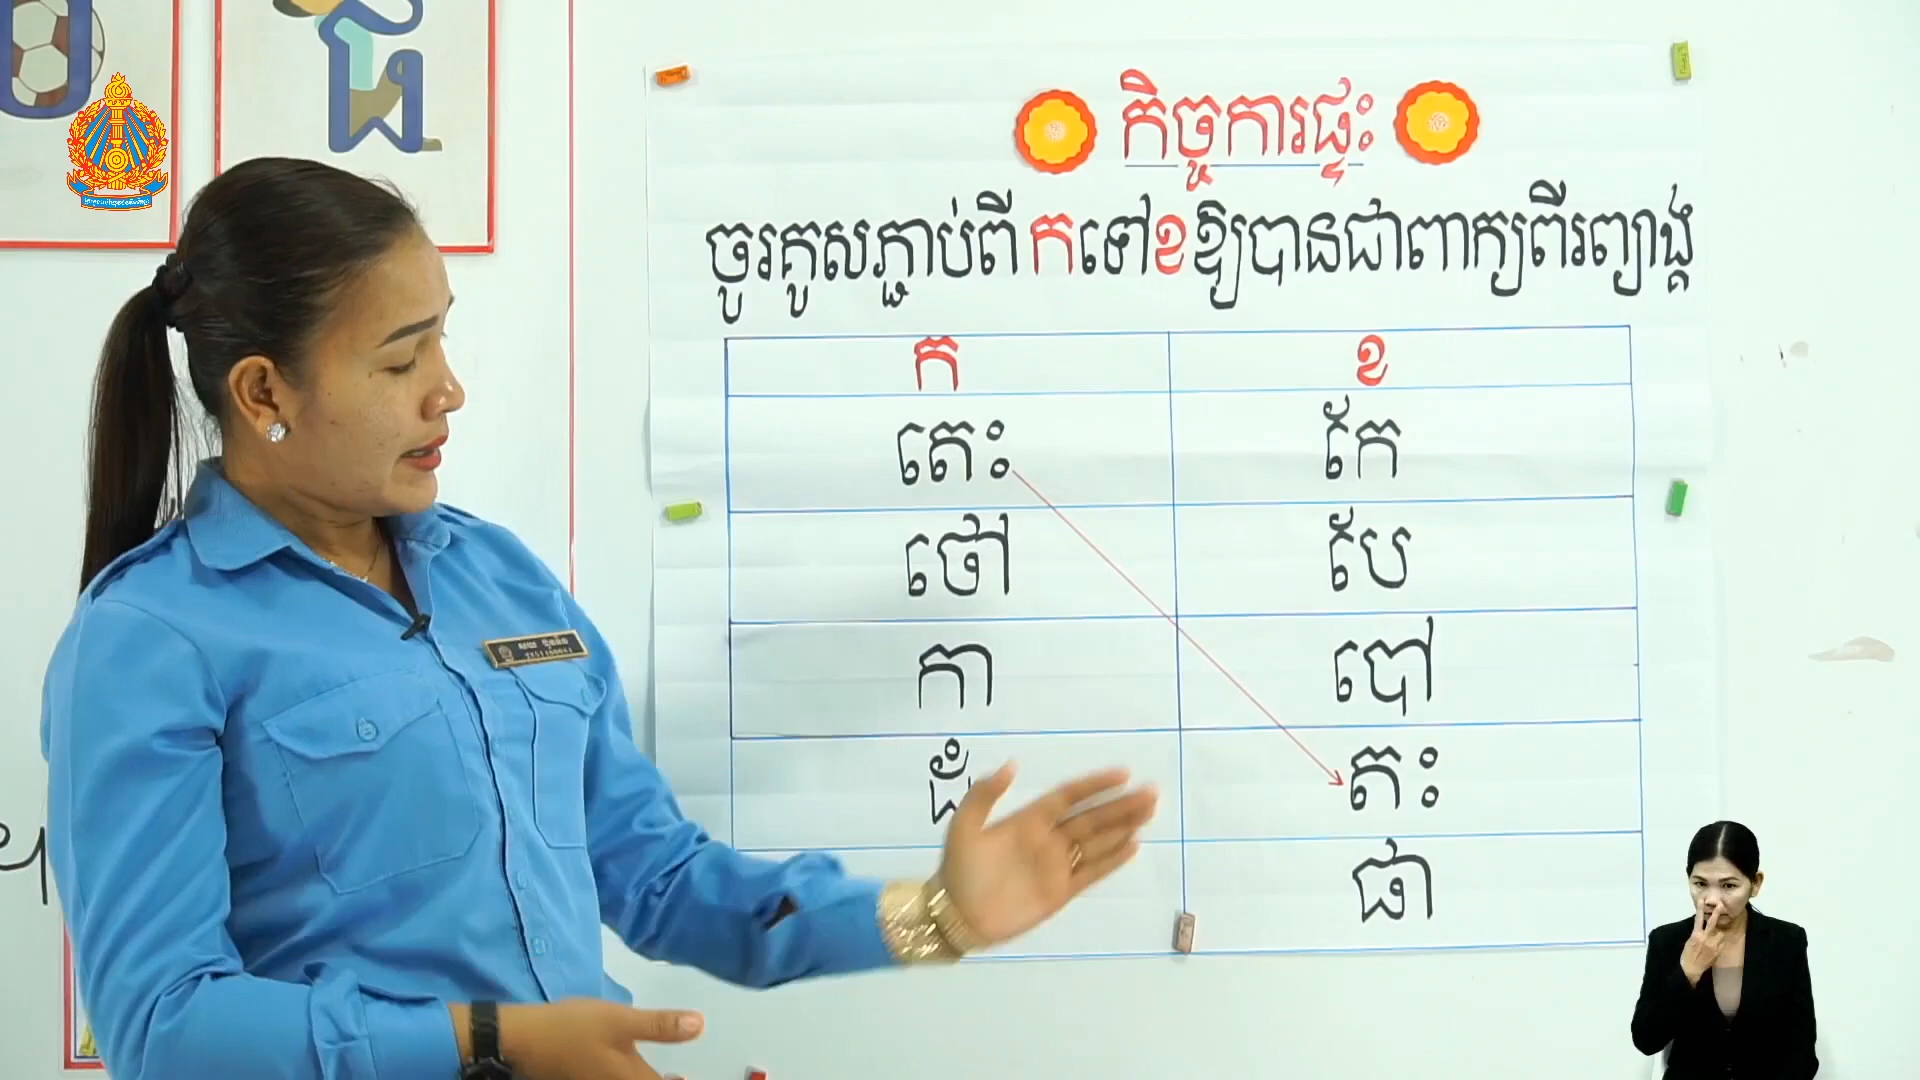 កិច្ចការផ្ទះ
ចូរគូសភ្ជាប់ពី ក ទៅ ខ ឱ្យបានជាពាក្យពីរព្យាង្គ
ក ខ
តេះ កែ
ថៅ បែ
កា បៅ
តះ
ផា